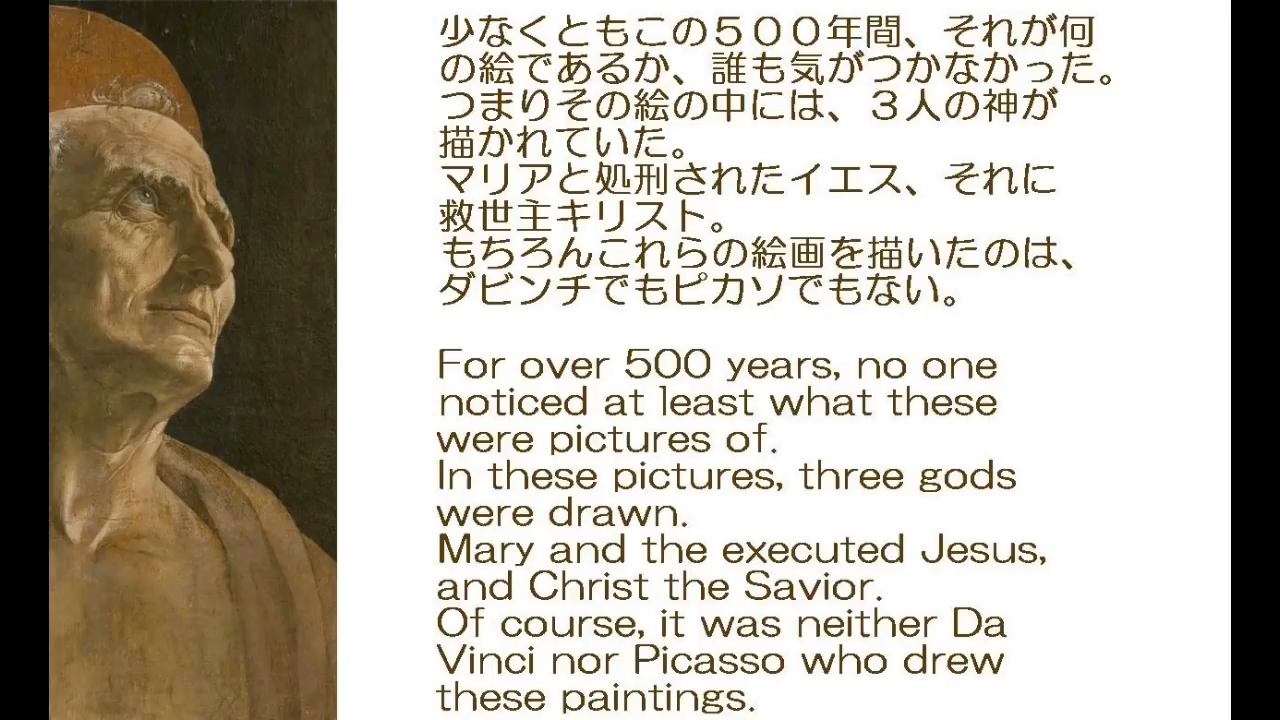 少なくともこの５００年間、それが何
の絵であるか、誰も気がつかなかった。
つまりその絵の中には、３人の神が
描かれていた。
マリアと処刑されたイエス、それに
救世主キリスト。
もちろんこれらの絵画を描いたのは、
ダビンチでもピカソでもない。
For over 500 years, no one
noticed at least what these
were pictures of.
In these pictures, three gods
were drawn.
Mary and the executed Jesus,
and Christ the Savior.
Of course, it was neither Da
Vinci nor Picasso who drew
these paintings.